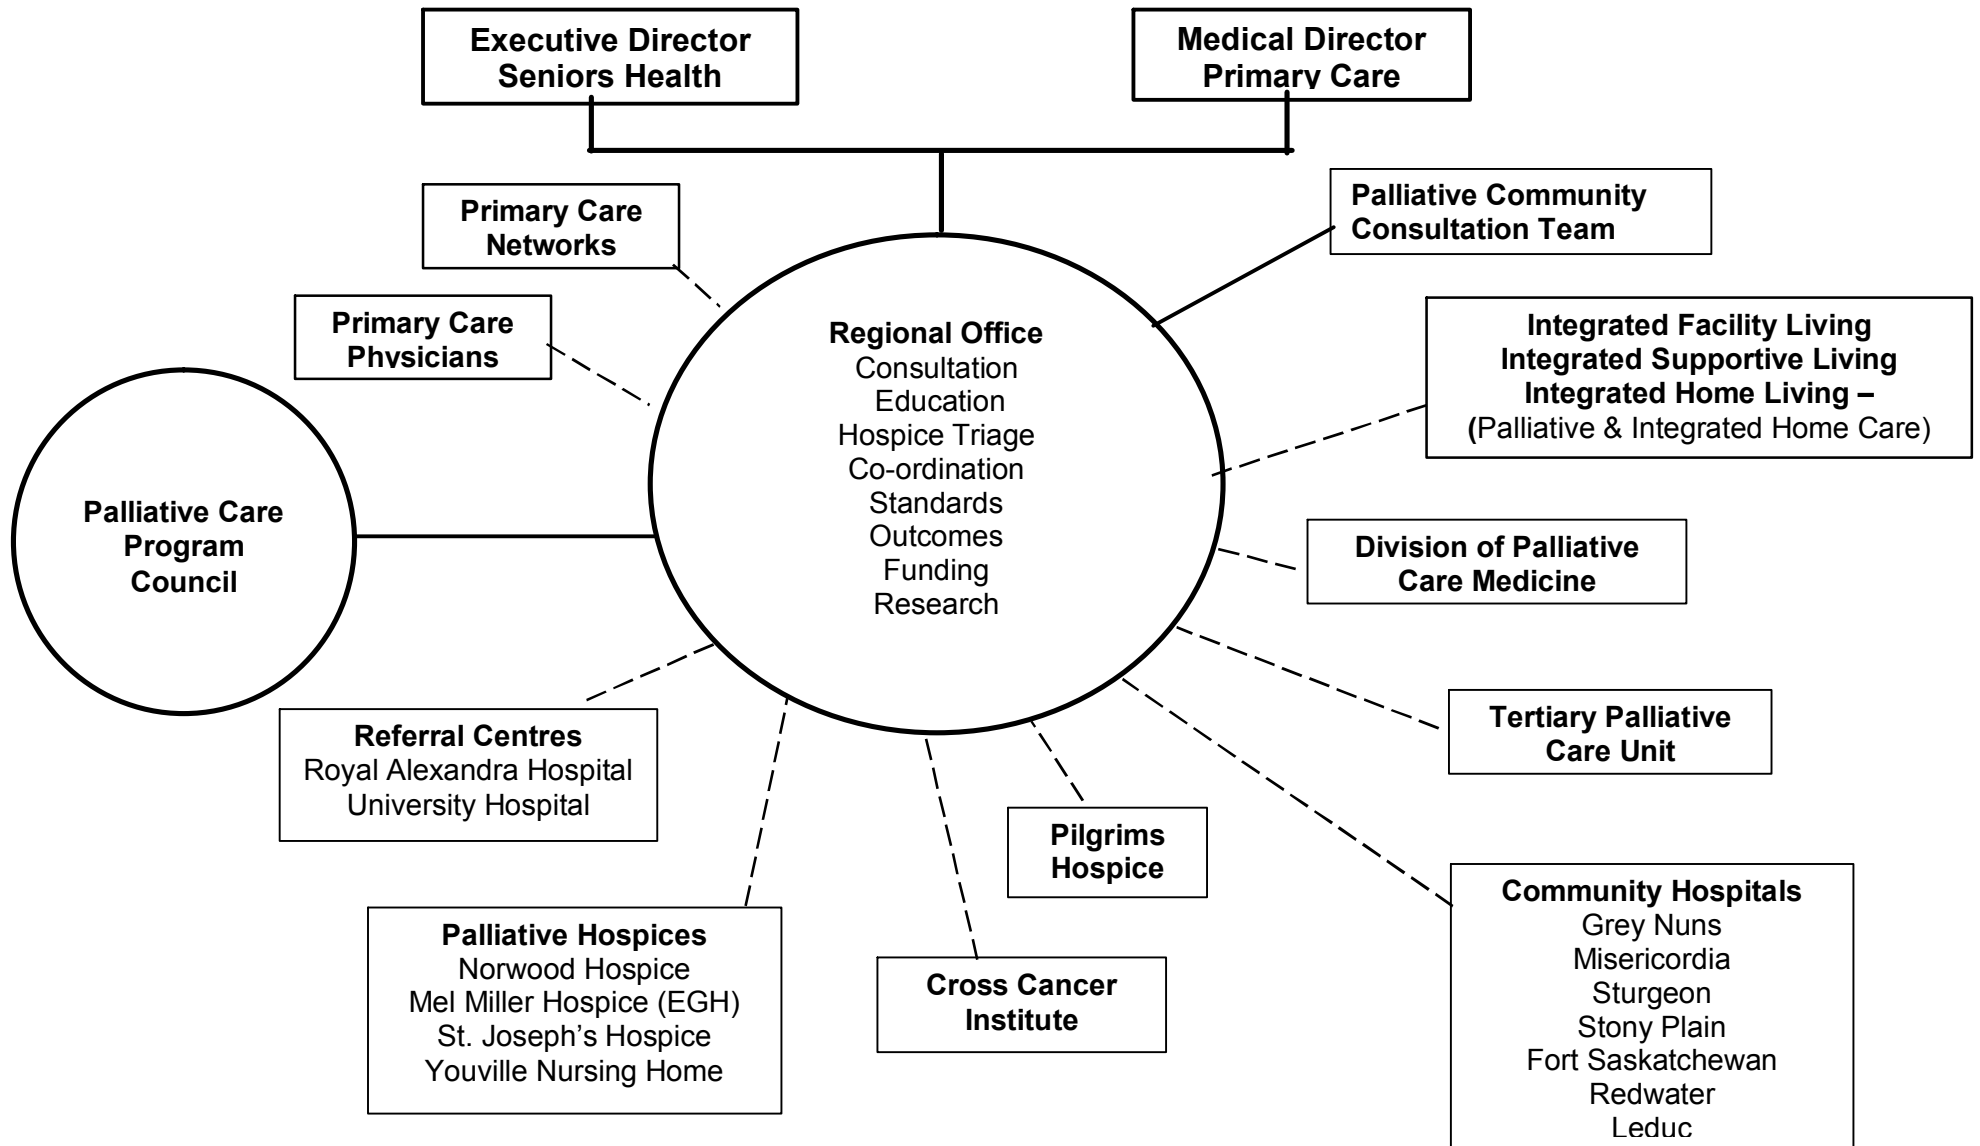 Executive Director
Seniors Health
Medical Director
Primary Care
Primary Care
Networks
Palliative Community
Consultation Team
Primary Care
Physicians
Integrated Facility Living
Integrated Supportive Living
Integrated Home Living –
(Palliative & Integrated Home Care)
Regional Office
Consultation
Education
Hospice Triage
Co-ordination
Standards
Outcomes
Funding
Research
Palliative Care
Program
Council
Division of Palliative
Care Medicine
Tertiary Palliative
Care Unit
Referral Centres
Royal Alexandra Hospital
University Hospital
Pilgrims
Hospice
Community Hospitals
Grey Nuns
Misericordia
Sturgeon
Stony Plain
Fort Saskatchewan
Redwater
Leduc
Palliative Hospices
Norwood Hospice
Mel Miller Hospice (EGH)
St. Joseph’s Hospice
Youville Nursing Home
Cross Cancer
Institute